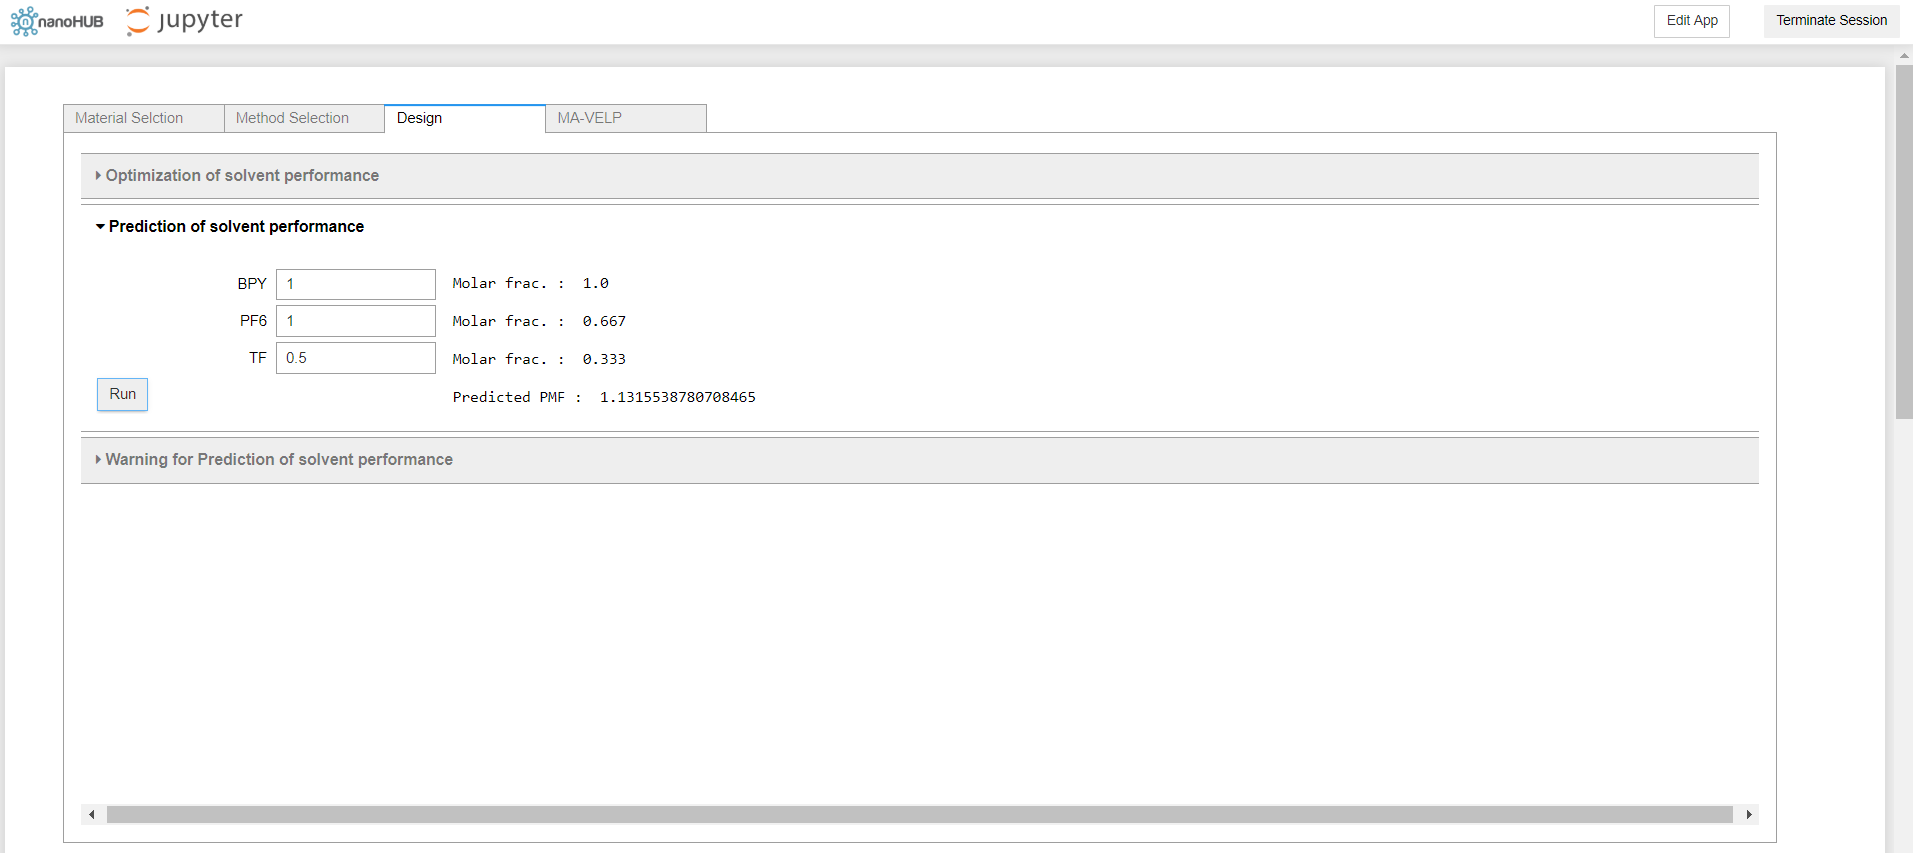 nanoHUB jupyter Edit App Terminate Session
Material Selction Method Selection Design MA-VELP
Optimization of solvent performance
Prediction of solvent performance
BPY 1 Molar frac. : 1.0
PF6 1 Molar frac. : 0.667
TF 0.5 Molar frac. : 0.333
Run Predicted PMF : 1.1315538780708465
Warning for Prediction of solvent performance